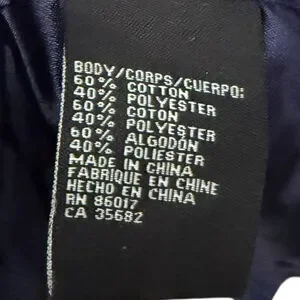 BODY/CORPS/CUERPO:
60% COTTON
40% POLYESTER
60% COTON
40% POLYESTER
60% ALGODÓN
40% POLIESTER
MADE IN CHINA
FABRIQUE EN CHINE
HECHO EN CHINA
RN 86017
CA 35682